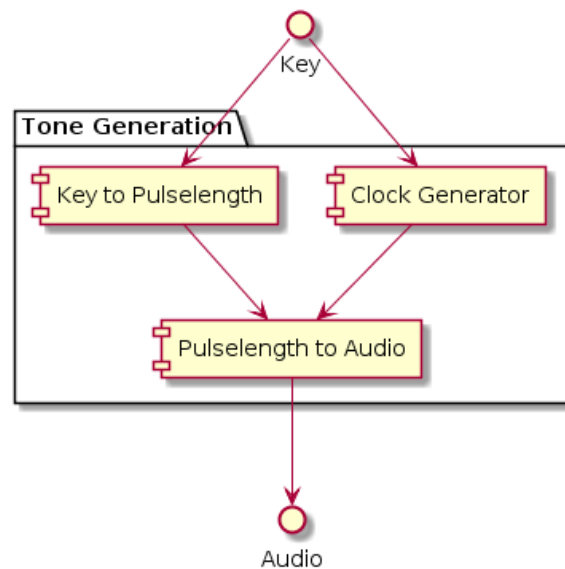 Key
Tone Generation
Key to Pulselength
Clock Generator
Pulselength to Audio
Audio